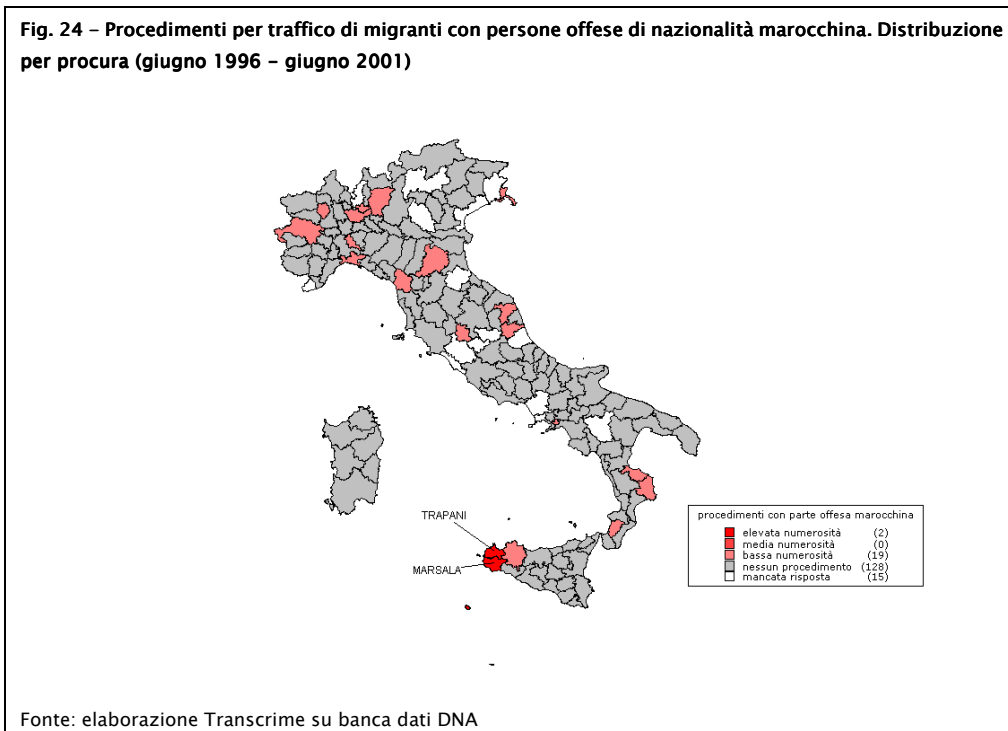 Fig. 24 – Procedimenti per traffico di migranti con persone offese di nazionalità marocchina. Distribuzione
per procura (giugno 1996 – giugno 2001)
TRAPANI
MARSALA
procedimenti con parte offesa marocchina
elevata numerosità (2)
media numerosità (0)
bassa numerosità (19)
nessun procedimento (128)
mancata risposta (15)
Fonte: elaborazione Transcrime su banca dati DNA